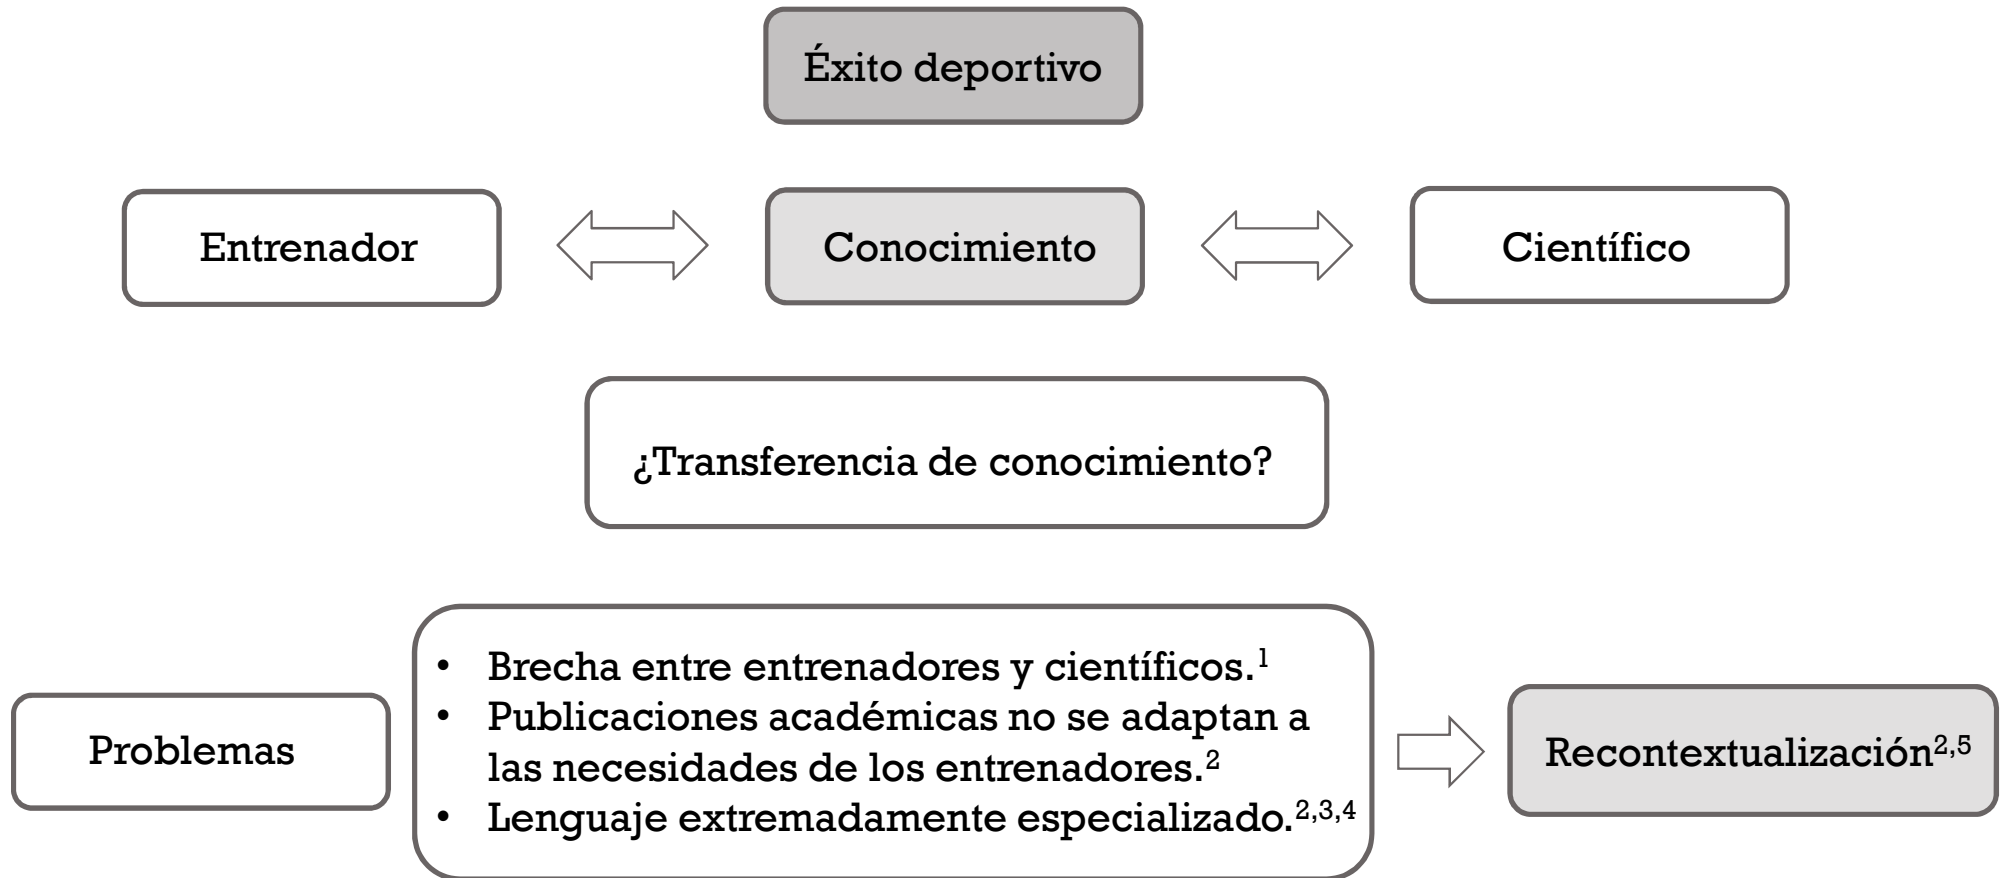 Éxito deportivo
Entrenador
Conocimiento
Científico
¿Transferencia de conocimiento?
Problemas
• Brecha entre entrenadores y científicos.1
• Publicaciones académicas no se adaptan a
las necesidades de los entrenadores.2
• Lenguaje extremadamente especializado.2,3,4
Recontextualización2,5